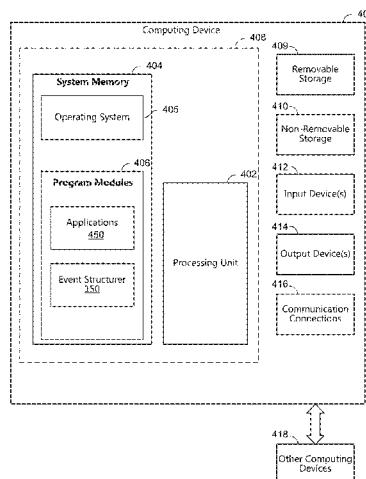 40
Computing Device
408
404
System Memory
405
Operating System
406
Program Modules
Applications
450
Event Structurer
350
402
Processing Unit
409
Removable
Storage
410
Non-Removable
Storage
412
Input Device(s)
414
Output Device(s)
416
Communication
Connections
418
Other Computing
Devices